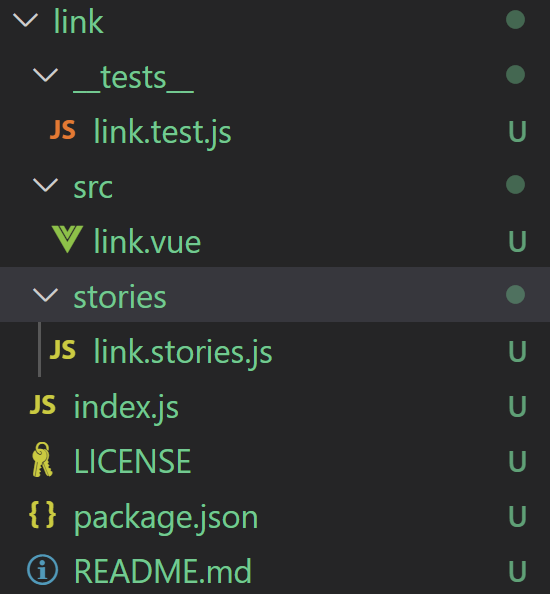 link
__tests__
JS link.test.js U
src
link.vue U
stories
JS link.stories.js U
JS index.js U
LICENSE U
{ } package.json U
README.md U